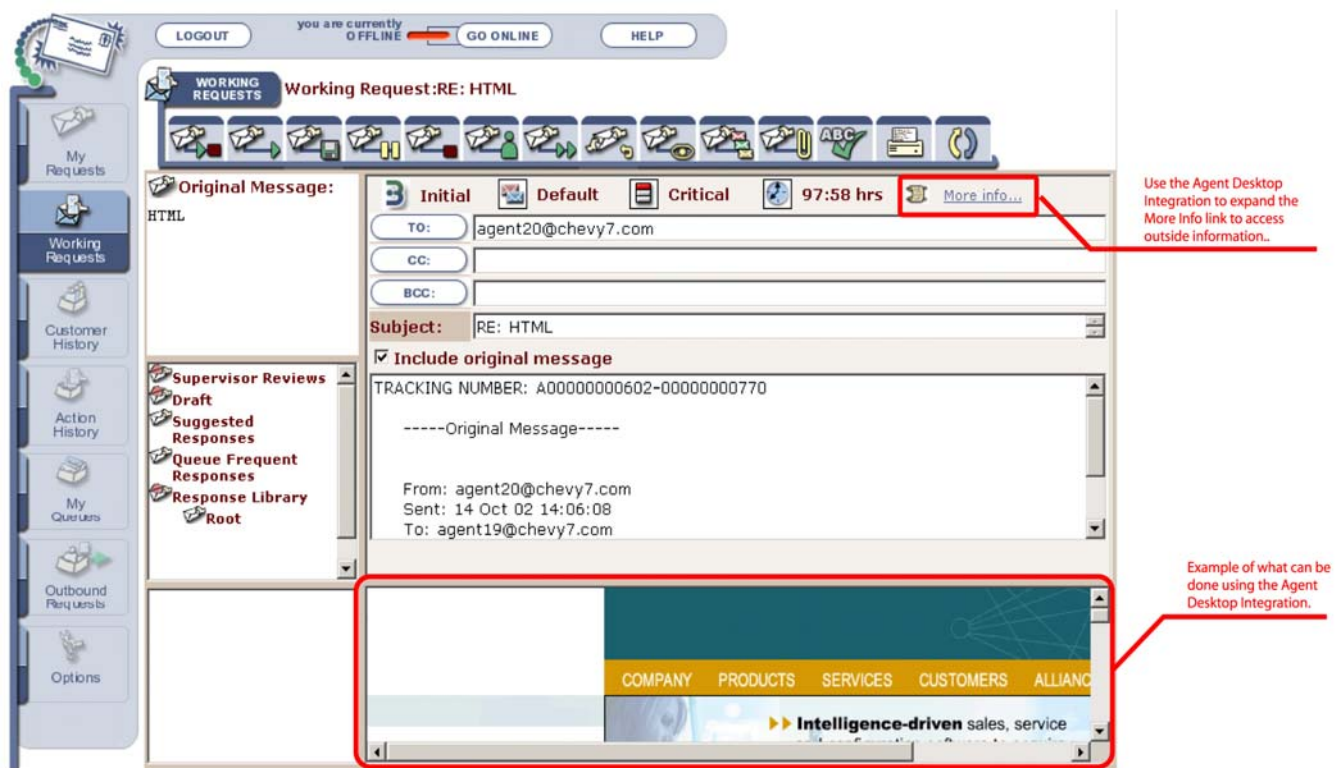 LOGOUT
you are currently
OFFLINE
GO ONLINE
HELP
WORKING
REQUESTS
Working Request:RE: HTML
ABC
My
Requests
Working
Requests
Customer
History
Action
History
My
Queues
Outbound
Requests
Options
Original Message:
HTML
Supervisor Reviews
Draft
Suggested
Responses
Queue Frequent
Responses
Response Library
Root
Initial
Default
Critical
97:58 hrs
More info...
TO:
agent20@chevy7.com
CC:
BCC:
Subject:
RE: HTML
Include original message
TRACKING NUMBER: A00000000602-00000000770
-----Original Message-----
From: agent20@chevy7.com
Sent: 14 Oct 02 14:06:08
To: agent19@chevy7.com
COMPANY PRODUCTS SERVICES CUSTOMERS ALLIANC
Intelligence-driven sales, service
Use the Agent Desktop
Integration to expand the
More Info link to access
outside information..
Example of what can be
done using the Agent
Desktop Integration.